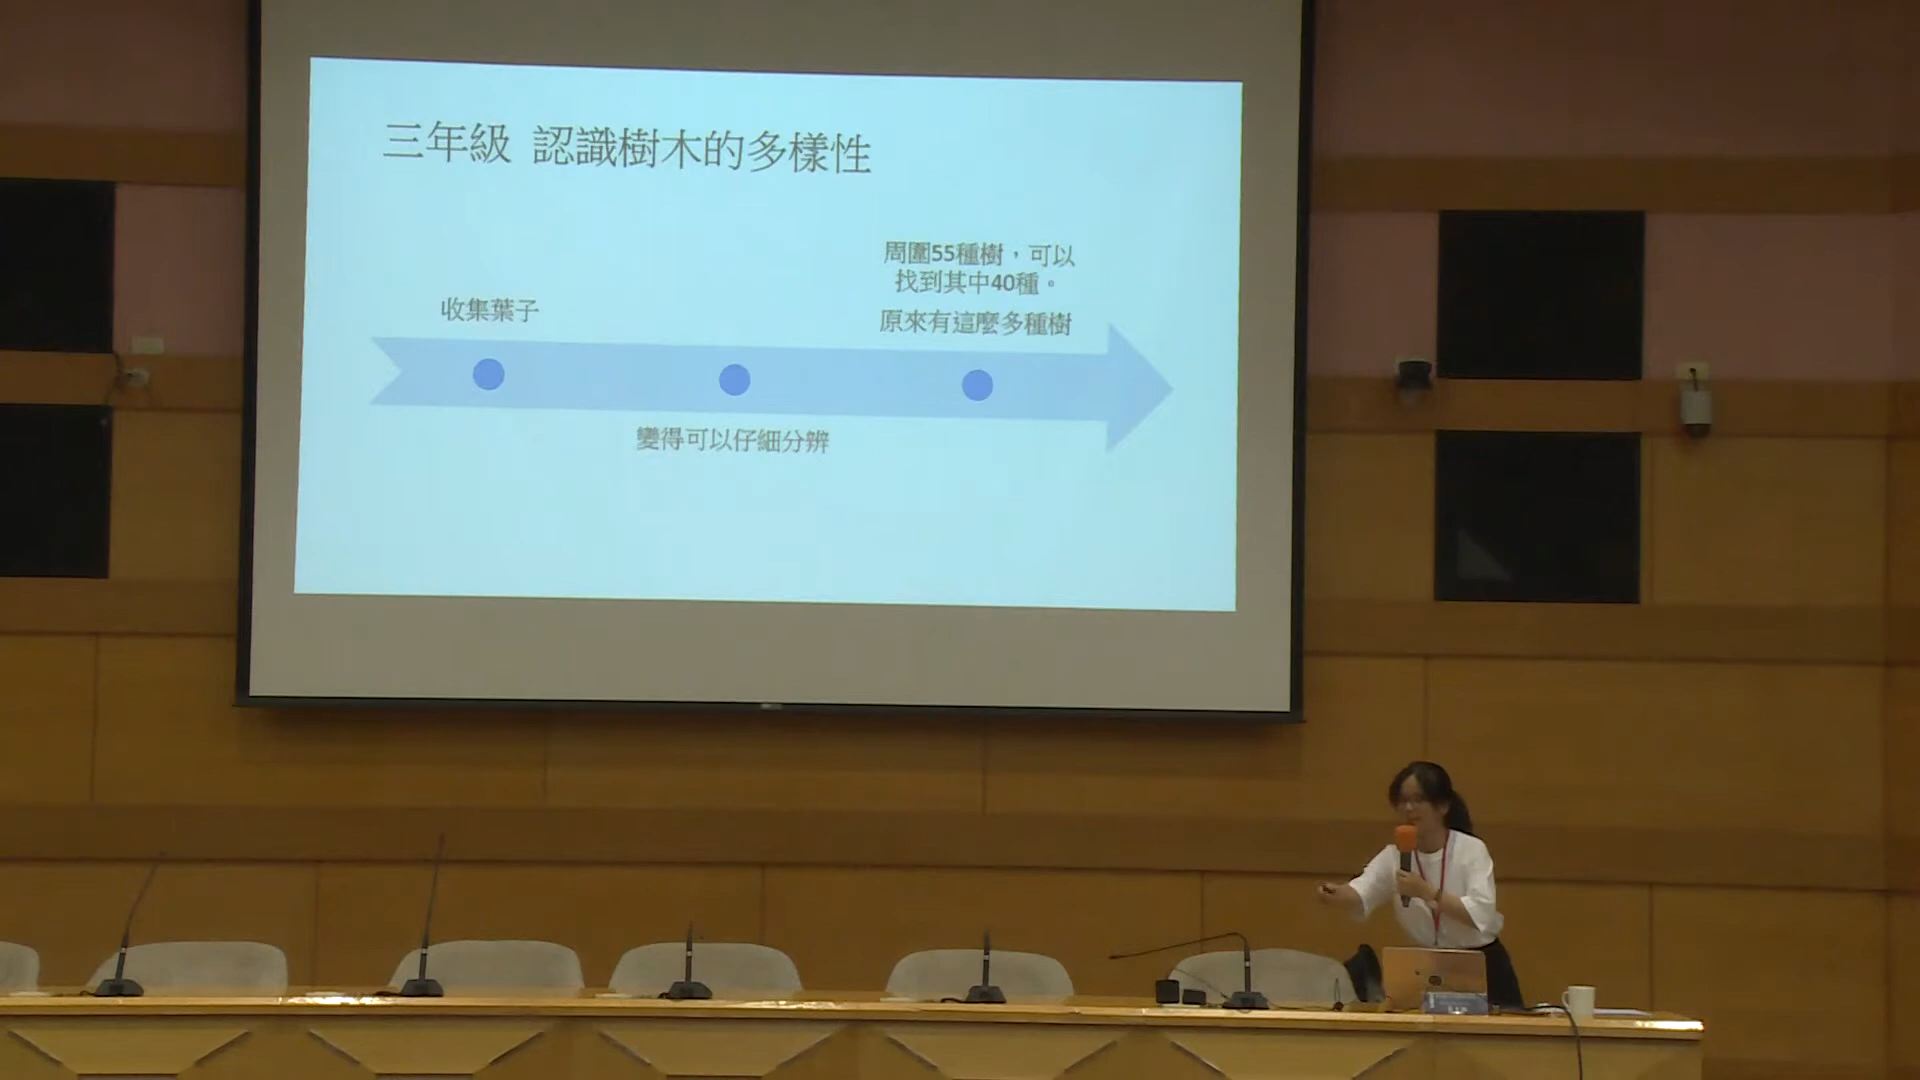 三年級 認識樹木的多樣性
收集葉子
變得可以仔細分辨
周圍55種樹，可以
找到其中40種。
原來有這麼多種樹